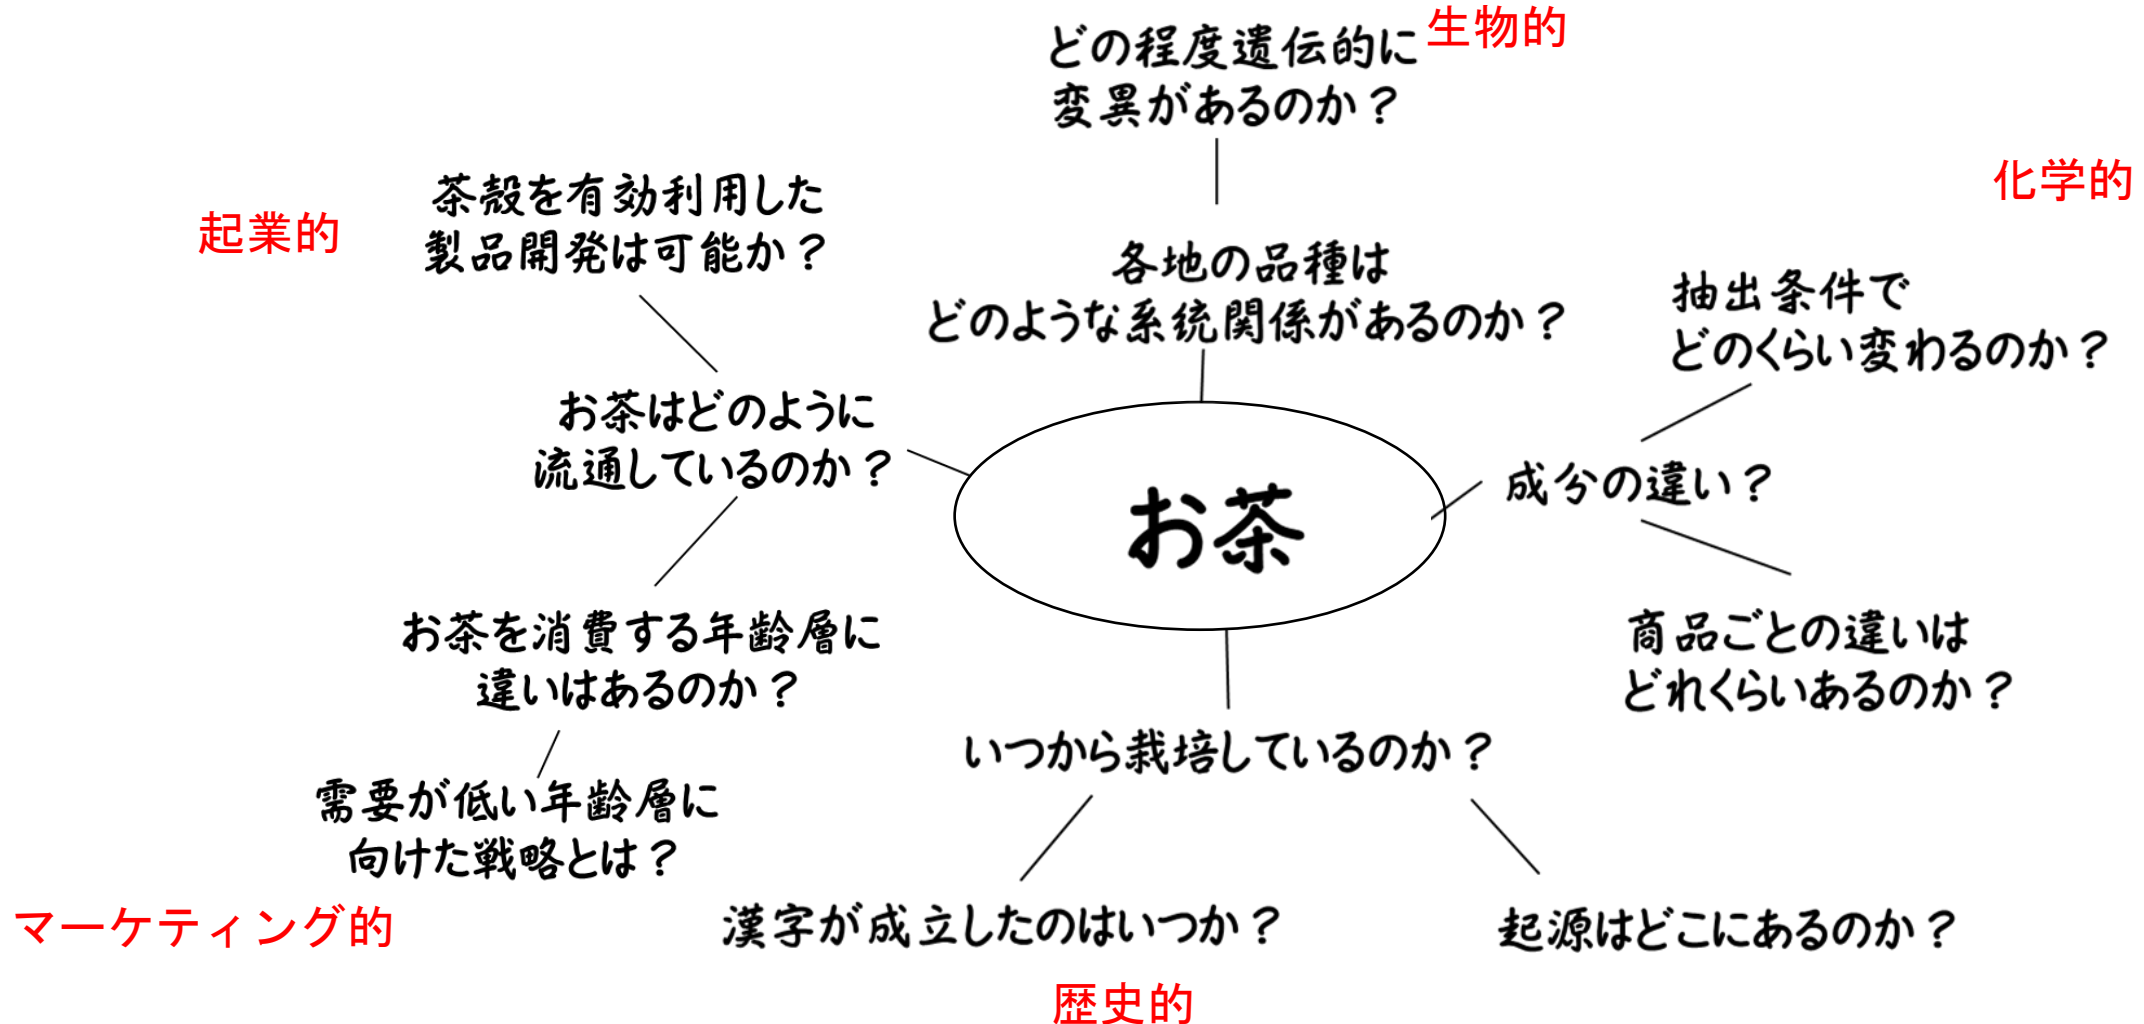 生物的
どの程度遺伝的に
変異があるのか？
化学的
起業的
茶殻を有効利用した
製品開発は可能か？
各地の品種は
どのような系統関係があるのか？
抽出条件で
どのくらい変わるのか？
お茶はどのように
流通しているのか？
成分の違い？
お茶
お茶を消費する年齢層に
違いはあるのか？
商品ごとの違いは
どれくらいあるのか？
いつから栽培しているのか？
需要が低い年齢層に
向けた戦略とは？
マーケティング的
漢字が成立したのはいつか？
起源はどこにあるのか？
歴史的